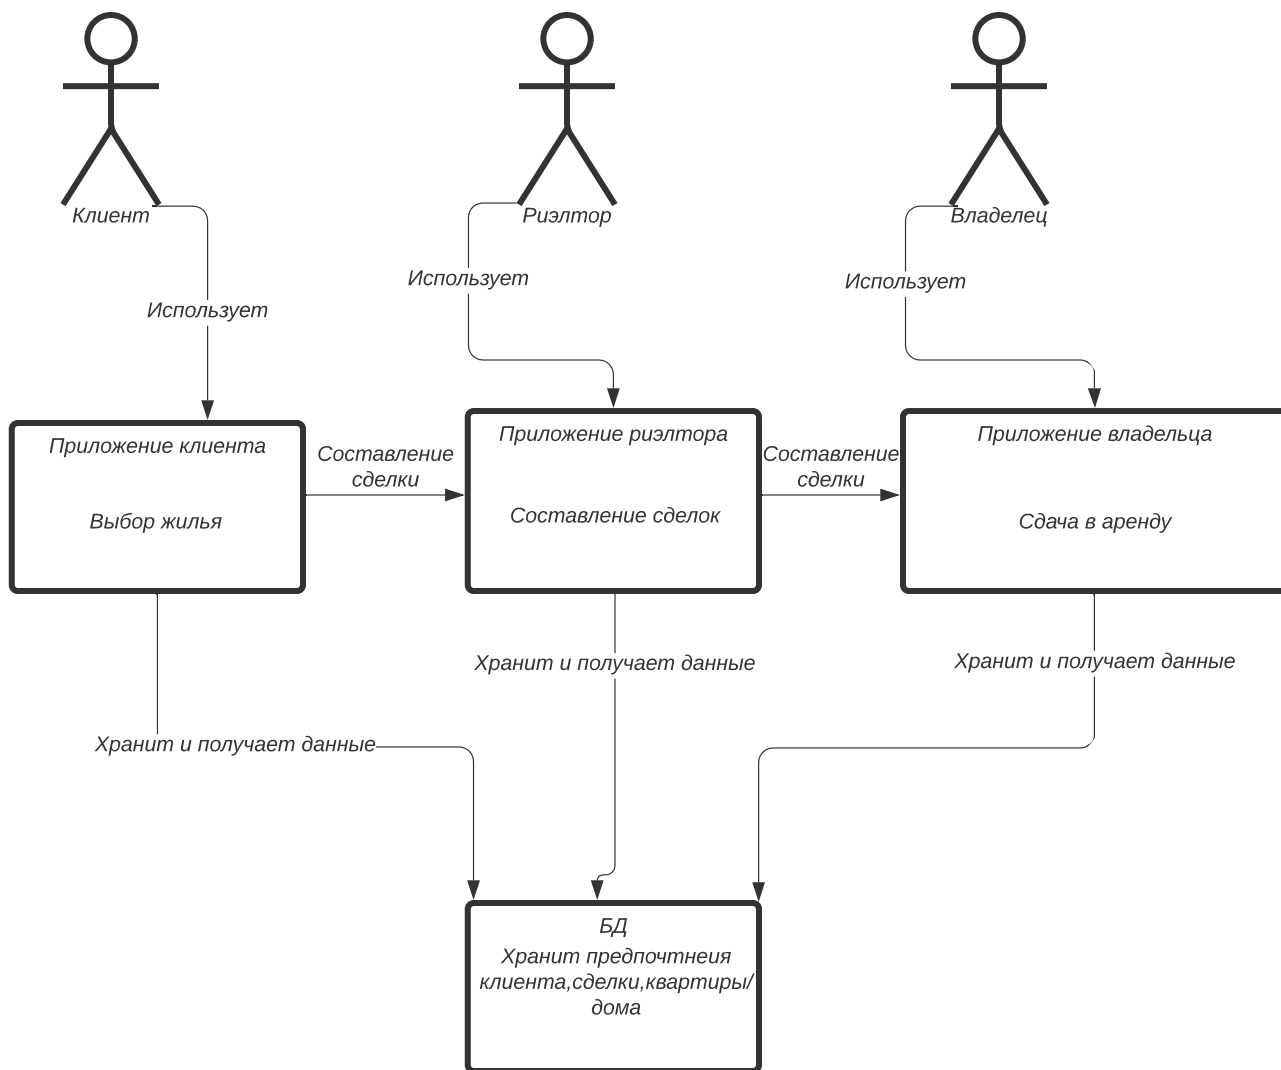 Клиент
Риэлтор
Владелец
Использует
Использует
Использует
Приложение клиента
Выбор жилья
Составление
сделки
Приложение риэлтора
Составление сделок
Составление
сделки
Приложение владельца
Сдача в аренду
Хранит и получает данные
Хранит и получает данные
Хранит и получает данные
БД
Хранит предпочтнеия
клиента,сделки,квартиры/
дома